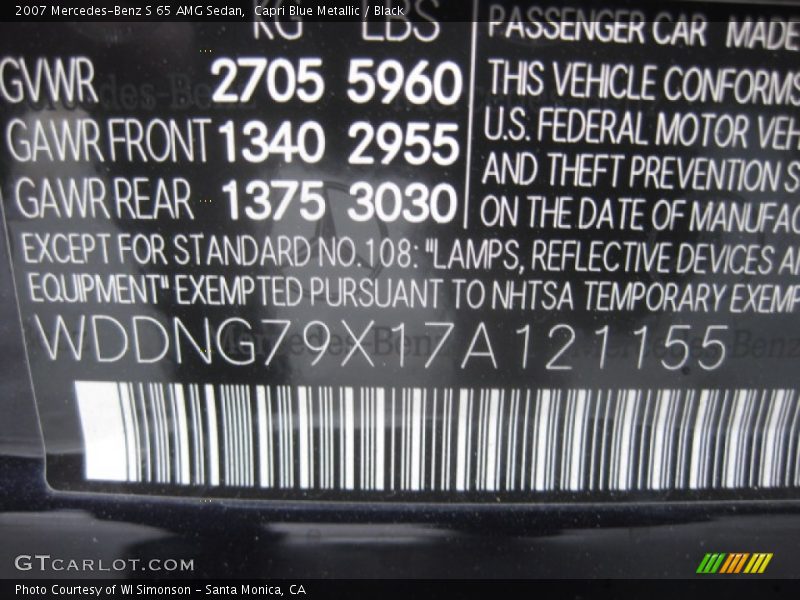 2007 Mercedes-Benz S 65 AMG Sedan, Capri Blue Metallic / Black
KG LBS
GVWR 2705 5960
GAWR FRONT 1340 2955
GAWR REAR 1375 3030
PASSENGER CAR MADE
THIS VEHICLE CONFORMS
U.S. FEDERAL MOTOR VEH
AND THEFT PREVENTION S
ON THE DATE OF MANUFAC
EXCEPT FOR STANDARD NO.108: "LAMPS, REFLECTIVE DEVICES A
EQUIPMENT" EXEMPTED PURSUANT TO NHTSA TEMPORARY EXEMP
WDDNG79X17A121155
GTCARLOT.COM
Photo Courtesy of WI Simonson - Santa Monica, CA